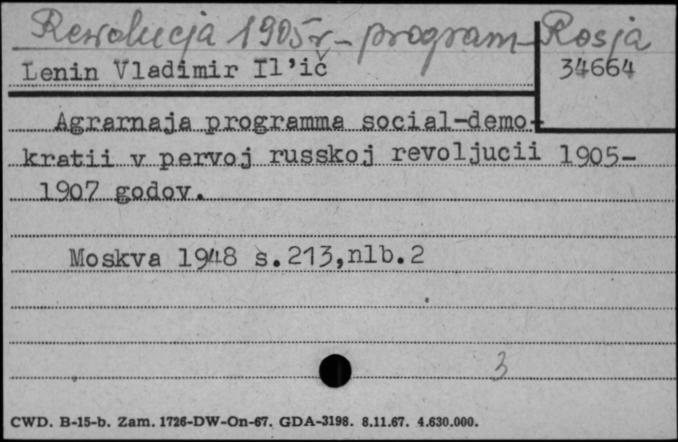 Rewolucja 1905r – program – Rosja
Lenin Vladimir Il'ič
34664
Agrarnaja programma social-demo-
kratii v pervoj russkoj revoljucii 1905-
1907 godov.
Moskva 1948 s.213,nlb.2
3
CWD. B-15-b. Zam. 1726-DW-On-67. GDA-3198. 8.11.67. 4.630.000.